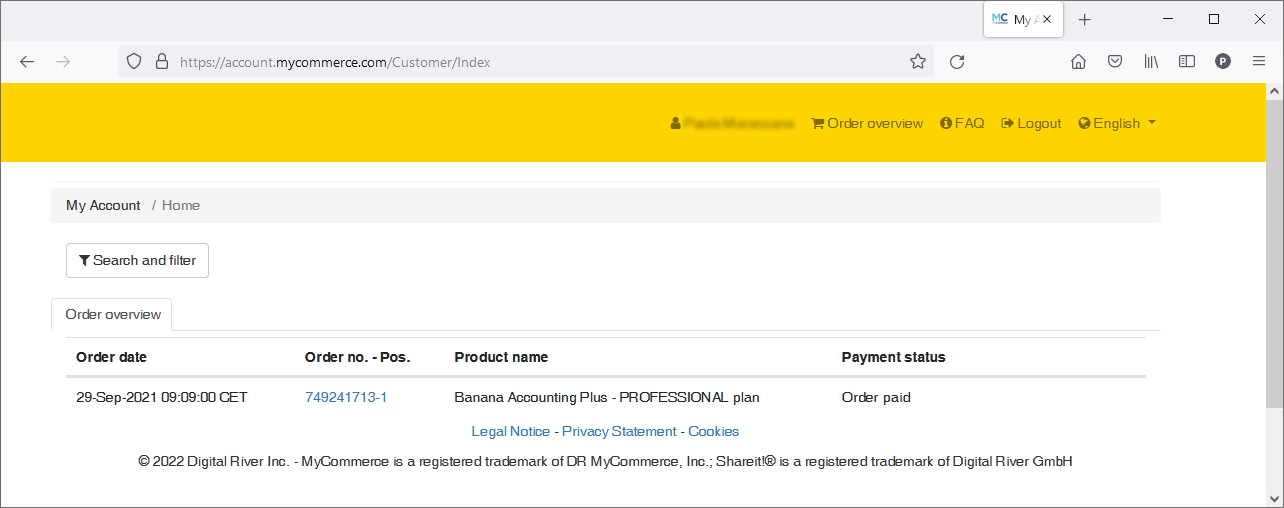 MC My A
https://account.mycommerce.com/Customer/Index
P
Order overview FAQ Logout English
My Account / Home
Search and filter
Order overview
Order date Order no. - Pos. Product name Payment status
29-Sep-2021 09:09:00 CET 749241713-1 Banana Accounting Plus - PROFESSIONAL plan Order paid
Legal Notice - Privacy Statement - Cookies
© 2022 Digital River Inc. - MyCommerce is a registered trademark of DR MyCommerce, Inc.; Shareit!® is a registered trademark of Digital River GmbH